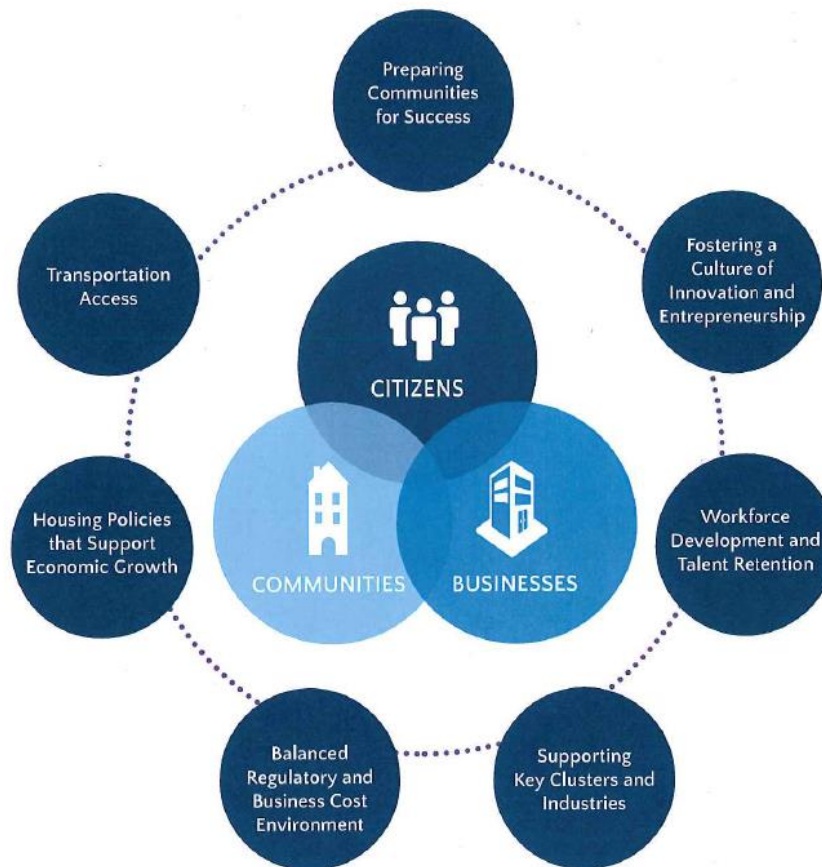 Preparing
Communities
for Success
Fostering a
Culture of
Innovation and
Entrepreneurship
Workforce
Development and
Talent Retention
Supporting
Key Clusters and
Industries
Balanced
Regulatory and
Business Cost
Environment
Housing Policies
that Support
Economic Growth
Transportation
Access
CITIZENS
COMMUNITIES
BUSINESSES